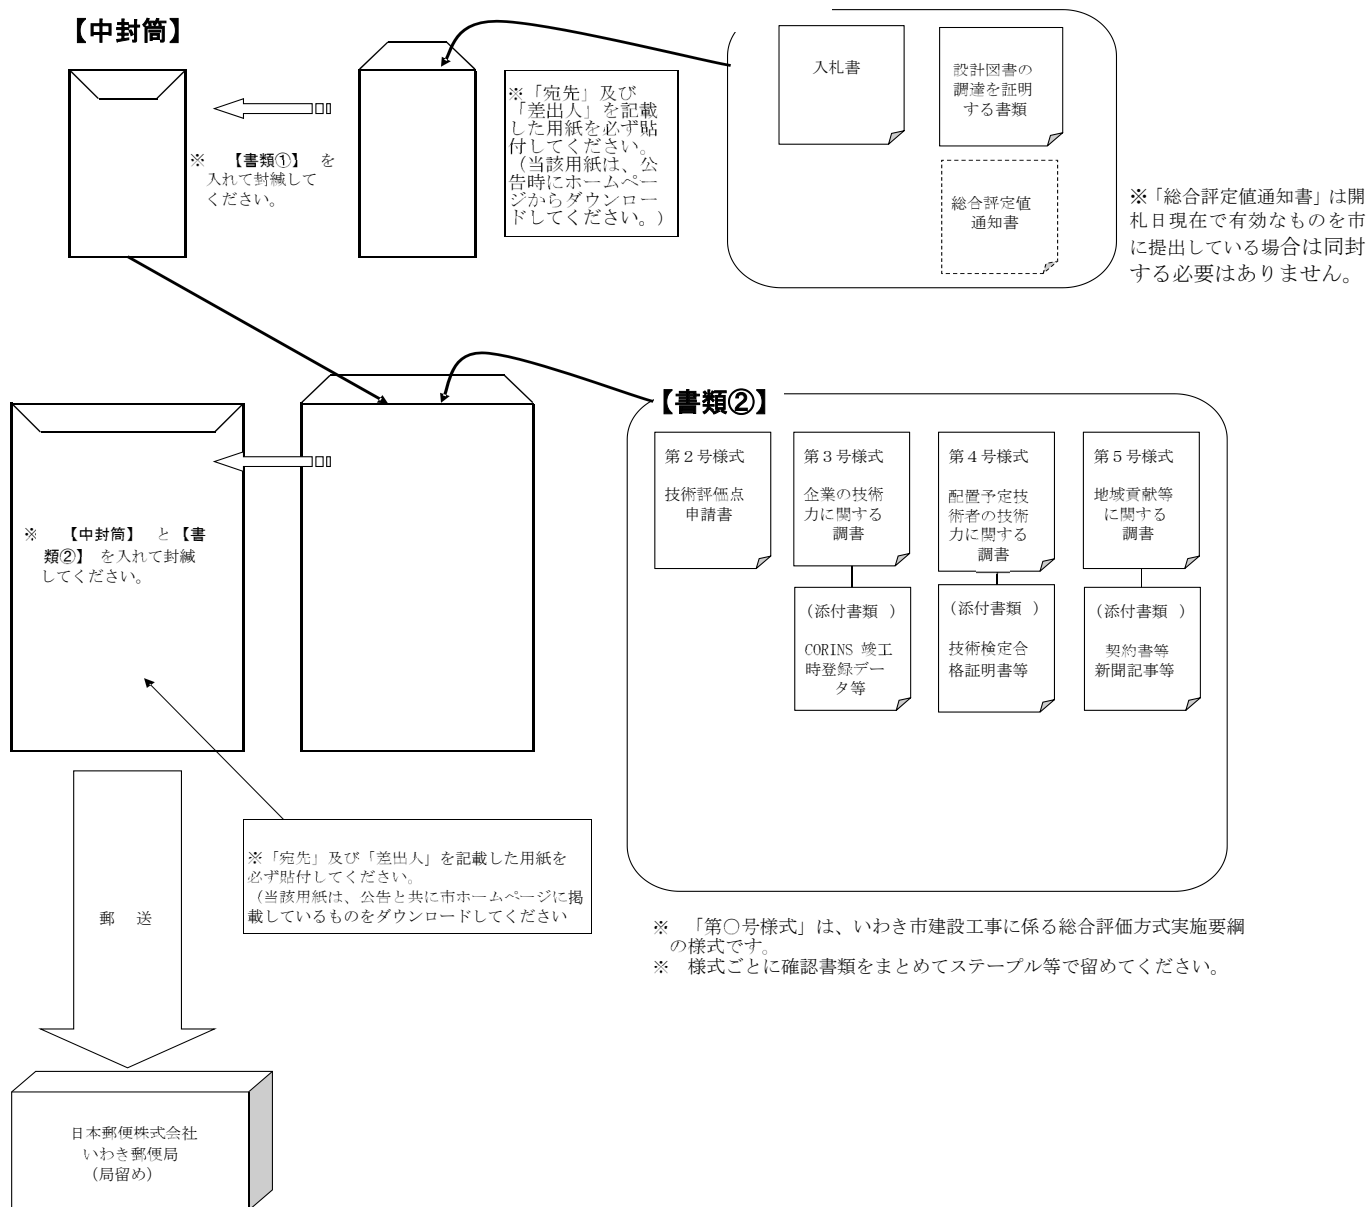 【中封筒】
※　【書類①】　を
入れて封緘して
ください。
※「宛先」及び
「差出人」を記載
した用紙を必ず貼
付してください。
（当該用紙は、公
告時にホームペー
ジからダウンロー
ドしてください。）
入札書
設計図書の
調達を証明
する書類
総合評定値
通知書
※「総合評定値通知書」は開
札日現在で有効なものを市
に提出している場合は同封
する必要はありません。
※　【中封筒】　と【書
類②】　を入れて封緘
してください。
【書類②】
第２号様式
技術評価点
申請書
第３号様式
企業の技術
力に関する
調書
第４号様式
配置予定技
術者の技術
力に関する
調書
第５号様式
地域貢献等
に関する
調書
（添付書類　）
CORINS 竣工
時登録デー
タ等
（添付書類　）
技術検定合
格証明書等
（添付書類　）
契約書等
新聞記事等
※「宛先」及び「差出人」を記載した用紙を
必ず貼付してください。
（当該用紙は、公告と共に市ホームページに掲
載しているものをダウンロードしてください
※　「第○号様式」は、いわき市建設工事に係る総合評価方式実施要綱
の様式です。
※　様式ごとに確認書類をまとめてステープル等で留めてください。
郵　送
日本郵便株式会社
いわき郵便局
（局留め）